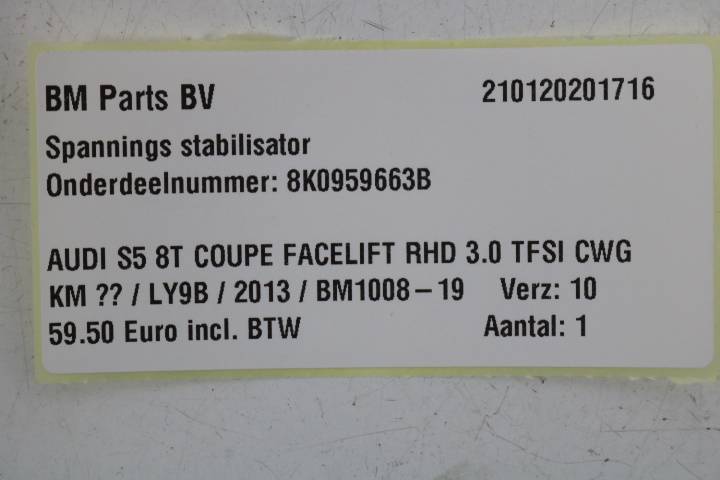 BM Parts BV 210120201716
Spannings stabilisator
Onderdeelnummer: 8K0959663B
AUDI S5 8T COUPE FACELIFT RHD 3.0 TFSI CWG
KM ?? / LY9B / 2013 / BM1008-19 Verz: 10
59.50 Euro incl. BTW Aantal: 1